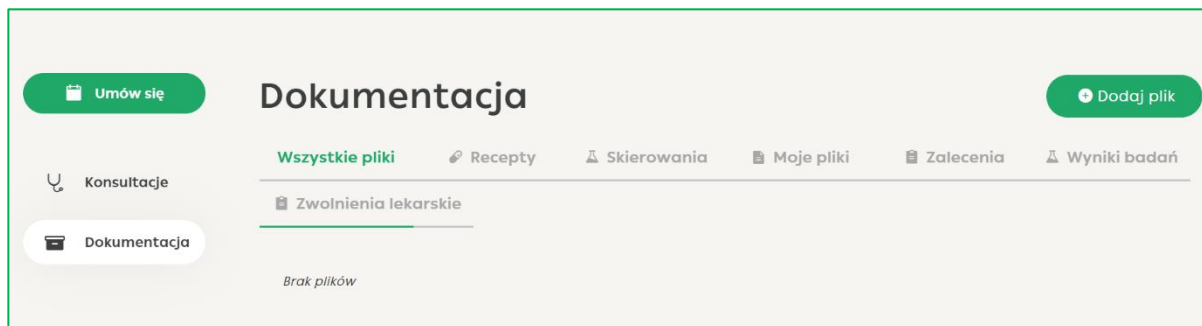 Umów się
Dokumentacja
Dodaj plik
Wszystkie pliki Recepty Skierowania Moje pliki Zalecenia Wyniki badań
Konsultacje
Zwolnienia lekarskie
Dokumentacja
Brak plików